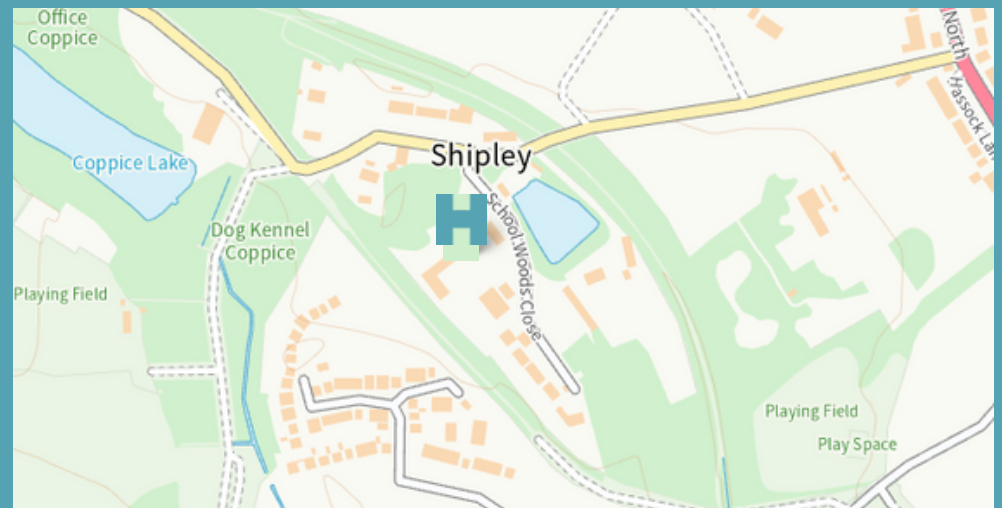 Office
Coppice
North
Hassock Lan
Coppice Lake
Shipley
H
School Woods Close
Dog Kennel
Coppice
Playing Field
Playing Field
Play Space